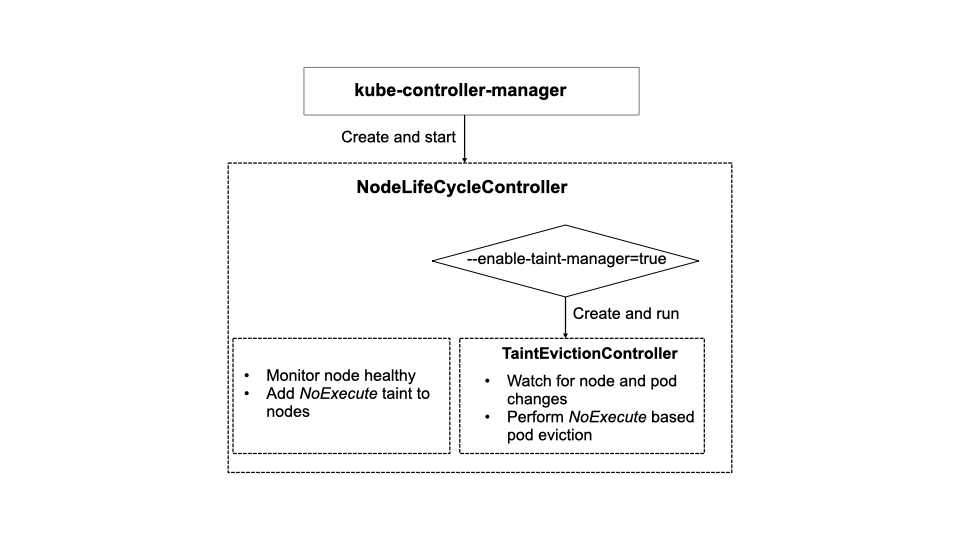 kube-controller-manager
Create and start
NodeLifeCycleController
--enable-taint-manager=true
Create and run
• Monitor node healthy
• Add NoExecute taint to
nodes
TaintEvictionController
• Watch for node and pod
changes
• Perform NoExecute based
pod eviction